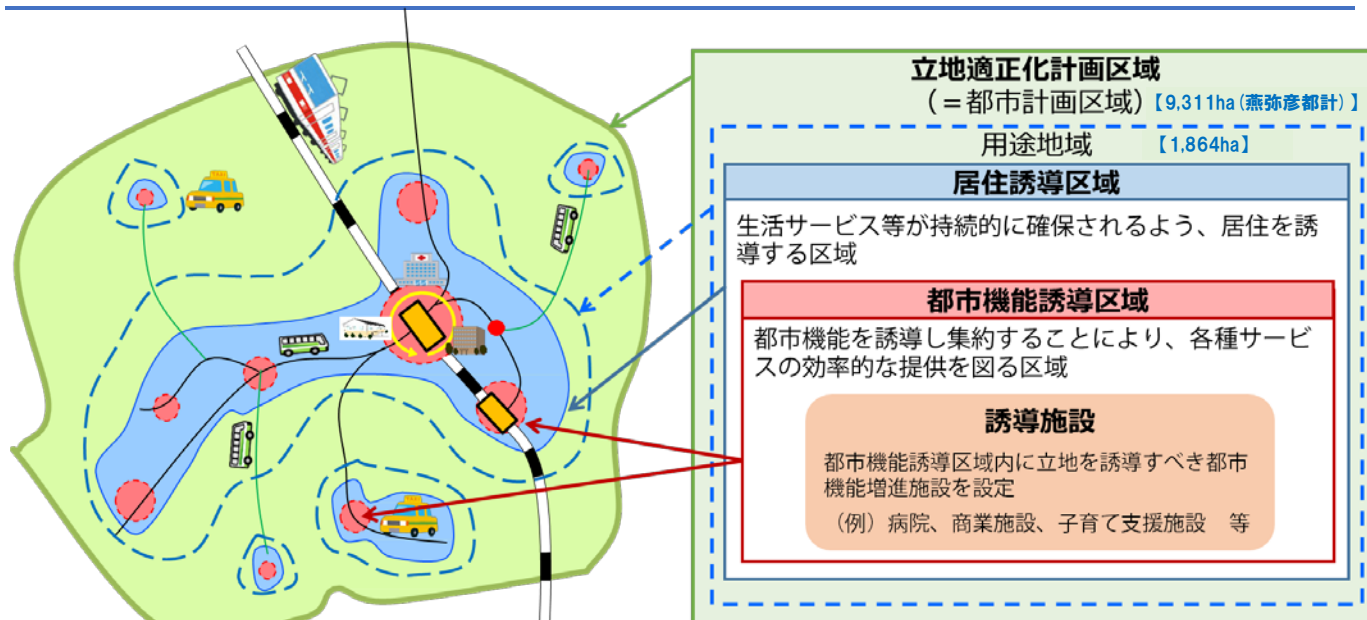 立地適正化計画区域
(＝都市計画区域)【9,311ha(燕弥彦都計)】
用途地域 【1,864ha】
居住誘導区域
生活サービス等が持続的に確保されるよう、居住を誘
導する区域
都市機能誘導区域
都市機能を誘導し集約することにより、各種サービ
スの効率的な提供を図る区域
誘導施設
都市機能誘導区域内に立地を誘導すべき都市
機能増進施設を設定
（例）病院、商業施設、子育て支援施設　等